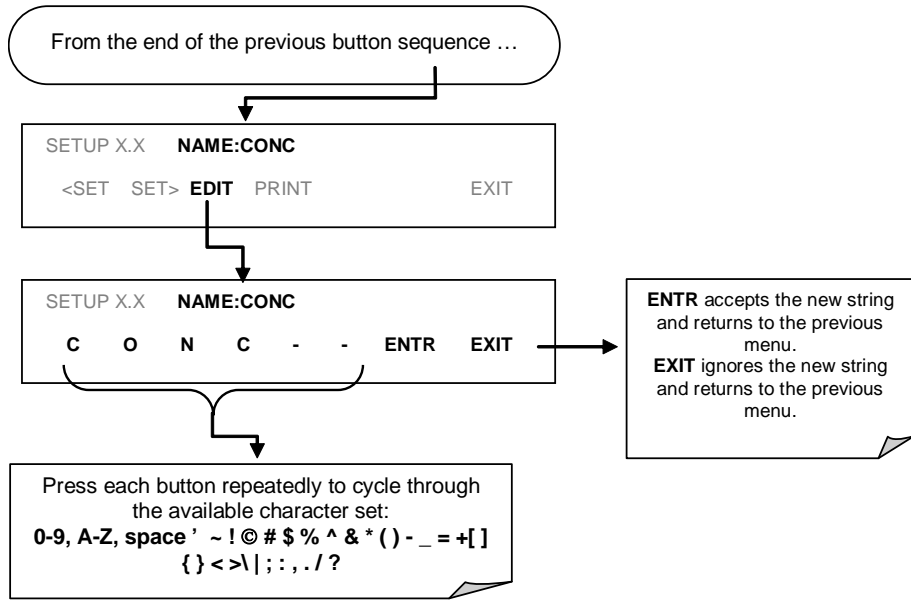 From the end of the previous button sequence …
SETUP X.X NAME:CONC
<SET SET> EDIT PRINT EXIT
SETUP X.X NAME:CONC
C O N C - - ENTR EXIT
ENTR accepts the new string
and returns to the previous
menu.
EXIT ignores the new string
and returns to the previous
menu.
Press each button repeatedly to cycle through
the available character set:
0-9, A-Z, space ’ ~ ! © # $ % ^ & * ( ) - _ = +[ ]
{ } < >\ | ; : , . / ?